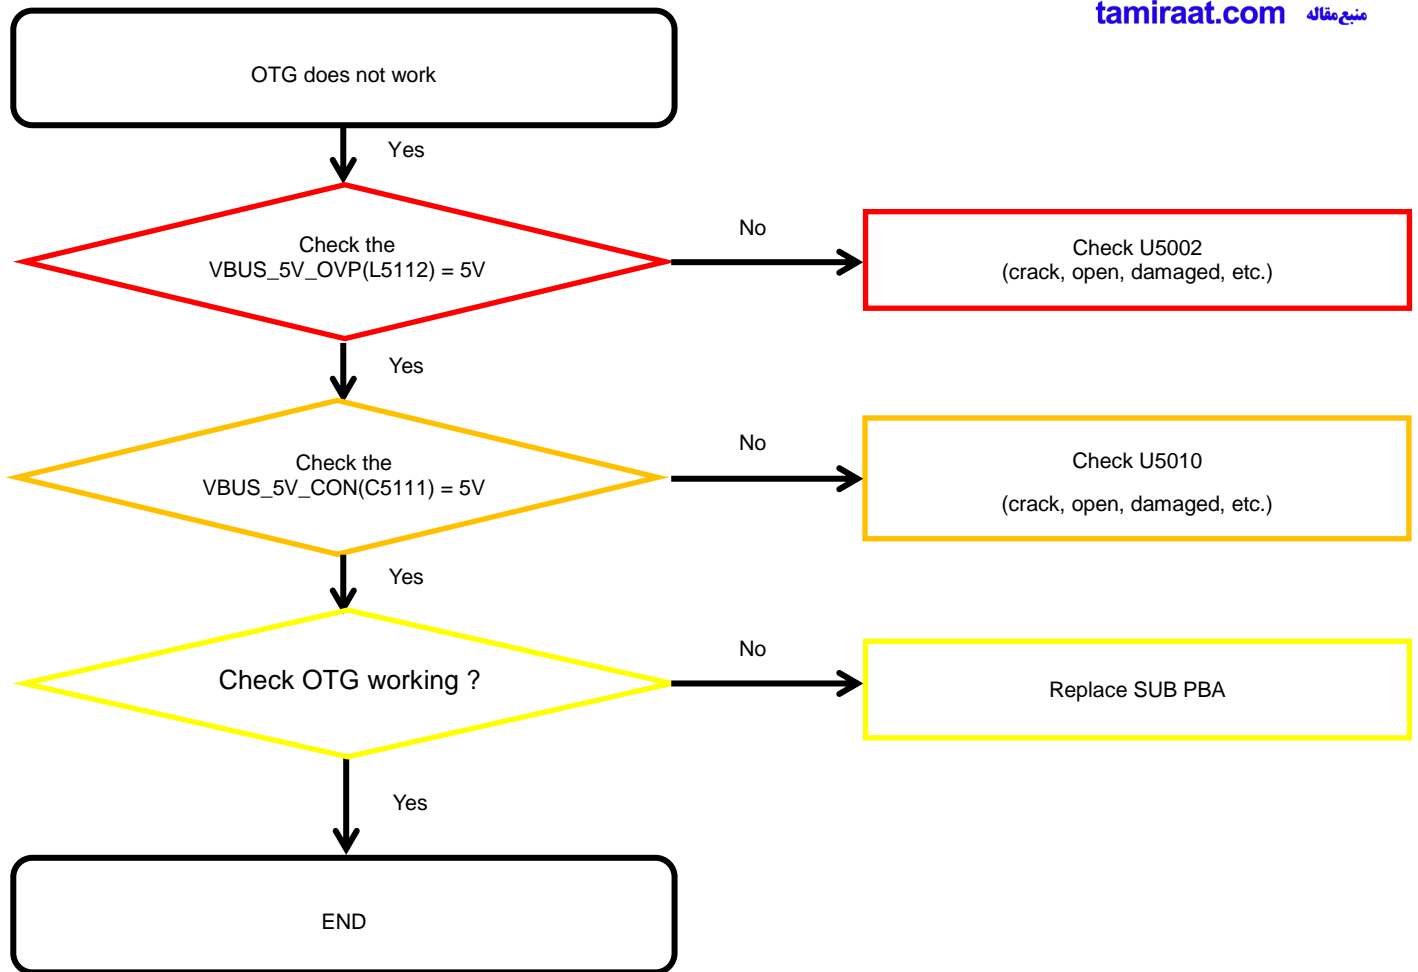 tamiraat.com منبع مقاله
OTG does not work
Yes
Check the
VBUS_5V_OVP(L5112) = 5V
No
Check U5002
(crack, open, damaged, etc.)
Yes
Check the
VBUS_5V_CON(C5111) = 5V
No
Check U5010
(crack, open, damaged, etc.)
Yes
Check OTG working ?
No
Replace SUB PBA
Yes
END